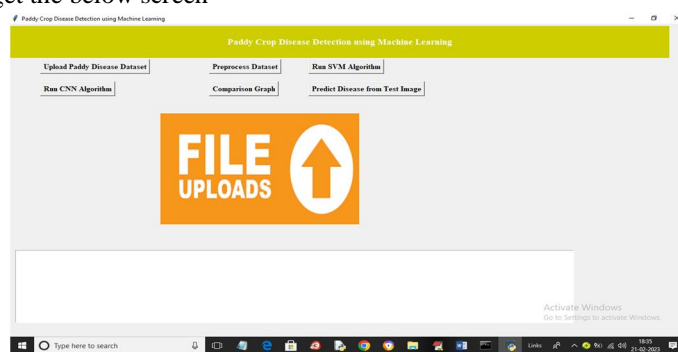 get the below screen
Paddy Crop Disease Detection using Machine Learning
Paddy Crop Disease Detection using Machine Learning
Upload Paddy Disease Dataset Preprocess Dataset Run SVM Algorithm
Run CNN Algorithm Comparison Graph Predict Disease from Test Image
FILE
UPLOADS
Activate Windows
Go to Settings to activate Windows.
Type here to search Links 18:35
21-02-2023